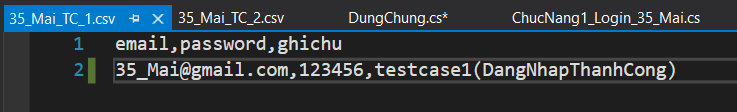 35_Mai_TC_1.csv 35_Mai_TC_2.csv DungChung.cs* ChucNang1_Login_35_Mai.cs
1 email,password,ghichu
2 35_Mai@gmail.com,123456,testcase1(DangNhapThanhCong)